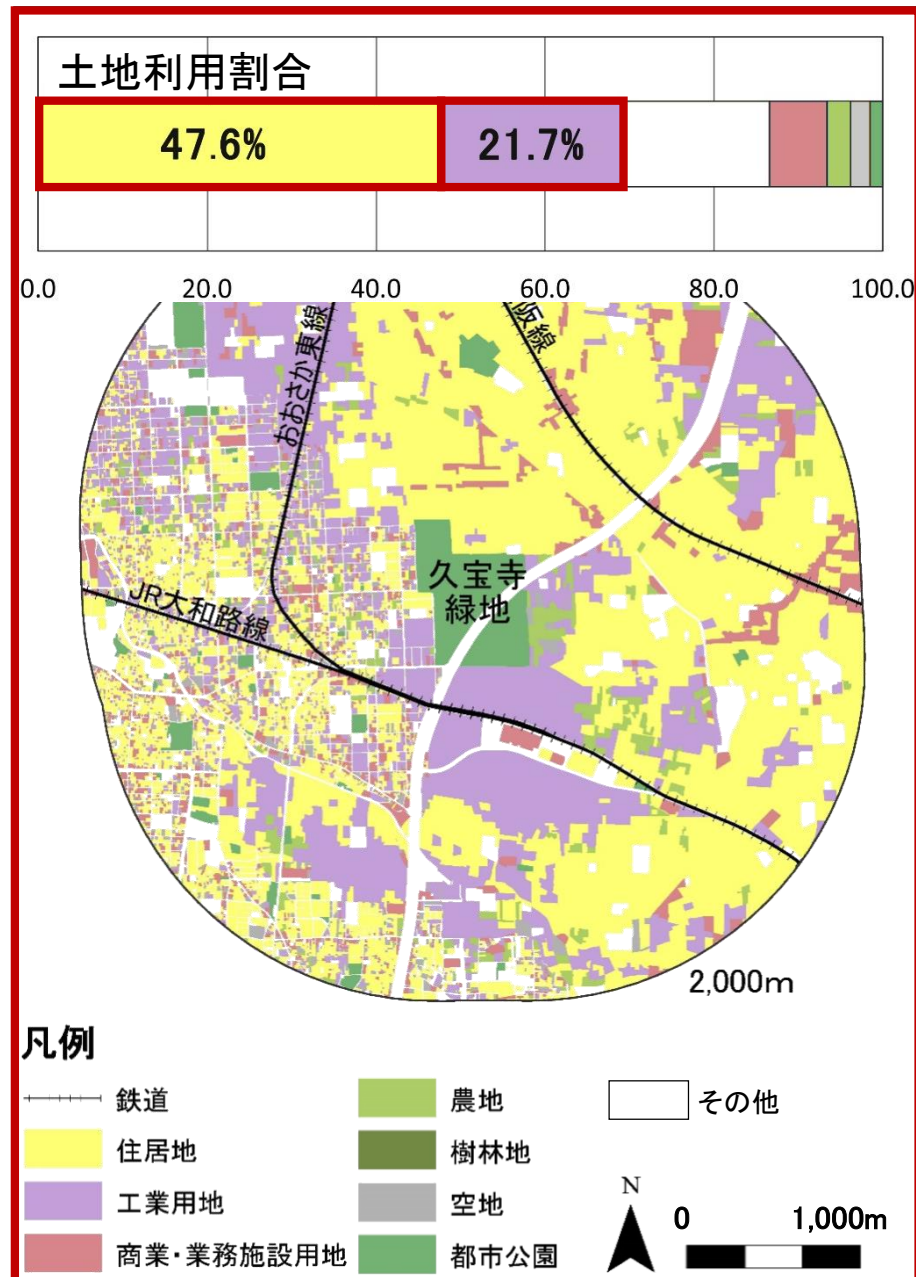 土地利用割合
47.6%
21.7%
0.0 20.0 40.0 60.0 80.0 100.0
おおさか東線
阪線
久宝寺
緑地
JR大和路線
2,000m
凡例
鉄道
住居地
工業用地
商業・業務施設用地
農地
樹林地
空地
都市公園
その他
N
0 1,000m